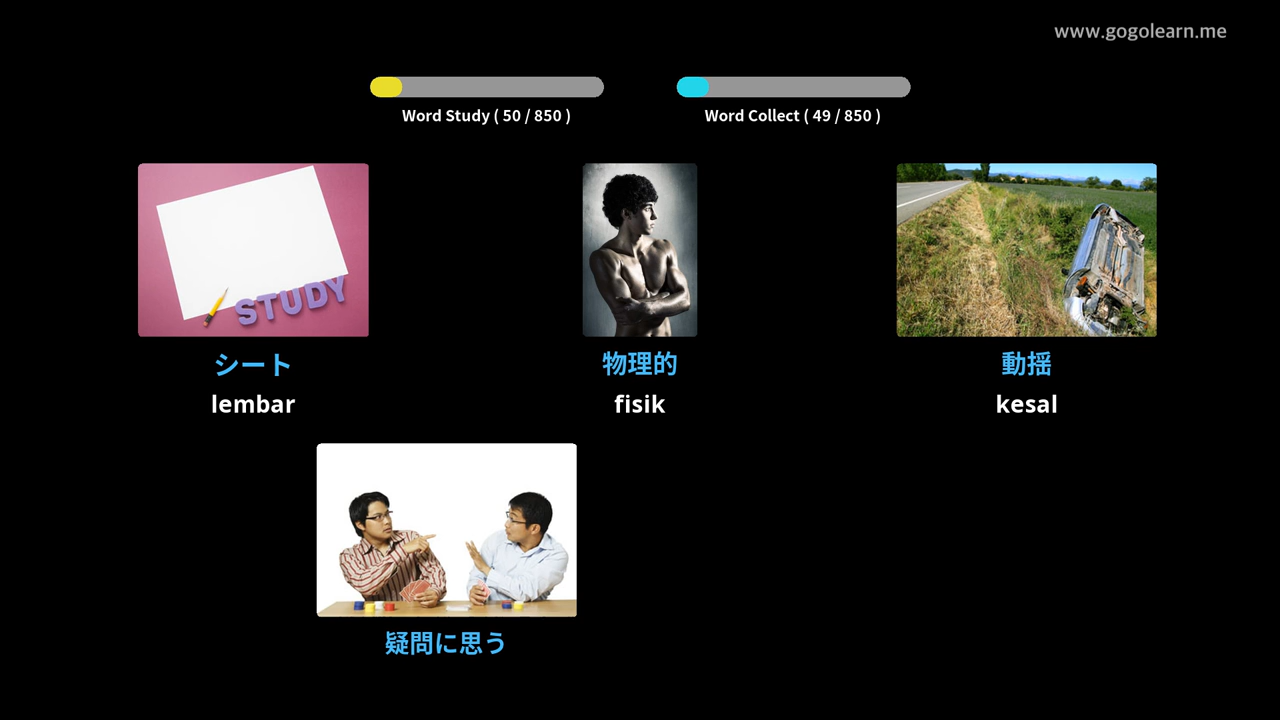 www.gogolearn.me
Word Study ( 50 / 850 )
Word Collect ( 49 / 850 )
STUDY
シート
物理的
動揺
lembar
fisik
kesal
疑問に思う